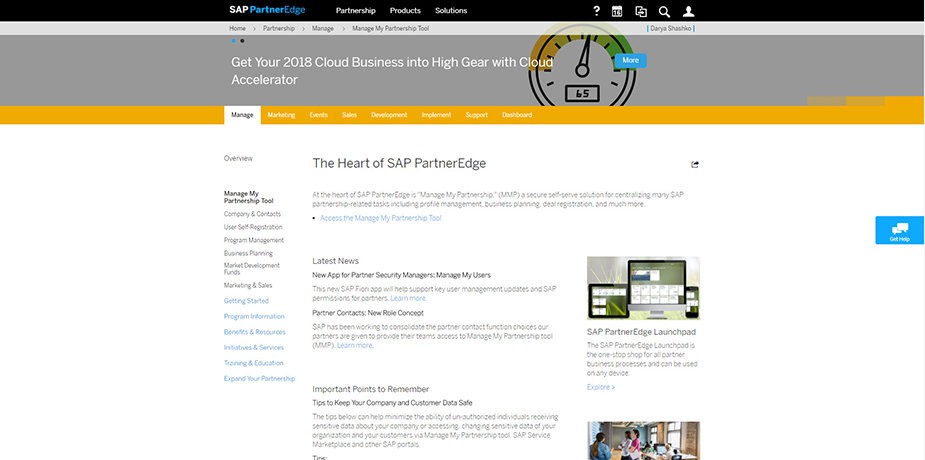 SAP PartnerEdge
Partnership Products Solutions
?
16
Home > Partnership > Manage > Manage My Partnership Tool
Darya Shashko
Get Your 2018 Cloud Business into High Gear with Cloud
Accelerator
More
65
Manage Marketing Events Sales Development Implement Support Dashboard
Overview
Manage My
Partnership Tool
Company & Contacts
User Self-Registration
Program Management
Business Planning
Market Development
Funds
Marketing & Sales
Getting Started
Program Information
Benefits & Resources
Initiatives & Services
Training & Education
Expand Your Partnership
The Heart of SAP PartnerEdge
At the heart of SAP PartnerEdge is "Manage My Partnership," (MMP) a secure self-serve solution for centralizing many SAP
partnership-related tasks including profile management, business planning, deal registration, and much more.
• Access the Manage My Partnership Tool
Latest News
New App for Partner Security Managers: Manage My Users
This new SAP Fiori app will help support key user management updates and SAP
permissions for partners. Learn more.
Partner Contacts: New Role Concept
SAP has been working to consolidate the partner contact function choices our
partners are given to provide their teams access to Manage My Partnership tool
(MMP). Learn more.
Important Points to Remember
Tips to Keep Your Company and Customer Data Safe
The tips below can help minimize the ability of un-authorized individuals receiving
sensitive data about your company or accessing, changing sensitive data of your
organization and your customers via Manage My Partnership tool, SAP Service
Marketplace and other SAP portals.
Tips:
SAP PartnerEdge Launchpad
The SAP PartnerEdge Launchpad is
the one-stop shop for all partner
business processes and can be used
on any device.
Explore >
Get Help